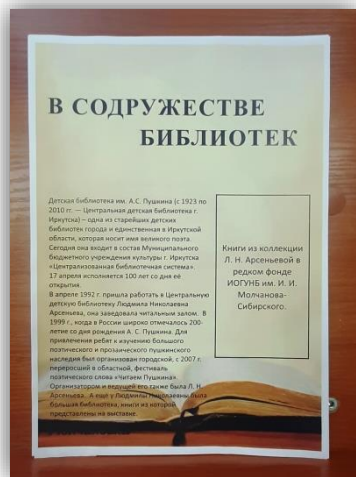 В СОДРУЖЕСТВЕ
БИБЛИОТЕК
Детская библиотека им. А.С. Пушкина (с 1923 по
2010 гг. — Центральная детская библиотека г.
Иркутска) – одна из старейших детских
библиотек города и единственная в Иркутской
области, которая носит имя великого поэта.
Сегодня она входит в состав Муниципального
бюджетного учреждения культуры г. Иркутска
«Централизованная библиотечная система».
17 апреля исполняется 100 лет со дня её
открытия.
В апреле 1992 г. пришла работать в Центральную
детскую библиотеку Людмила Николаевна
Арсеньева, она заведовала читальным залом. В
1999 г., когда в России широко отмечалось 200-
летие со дня рождения А. С. Пушкина. Для
привлечения ребят к изучению большого
поэтического и прозаического пушкинского
наследия был организован городской, с 2007 г.
переросший в областной, фестиваль
поэтического слова «Читаем Пушкина».
Организатором и ведущей его также была Л. Н.
Арсеньева. А еще у Людмилы Николаевны была
большая библиотека, книги из которой
представлены на выставке.
Книги из коллекции
Л. Н. Арсеньевой в
редком фонде
ИОГУНБ им. И. И.
Молчанова-
Сибирского.